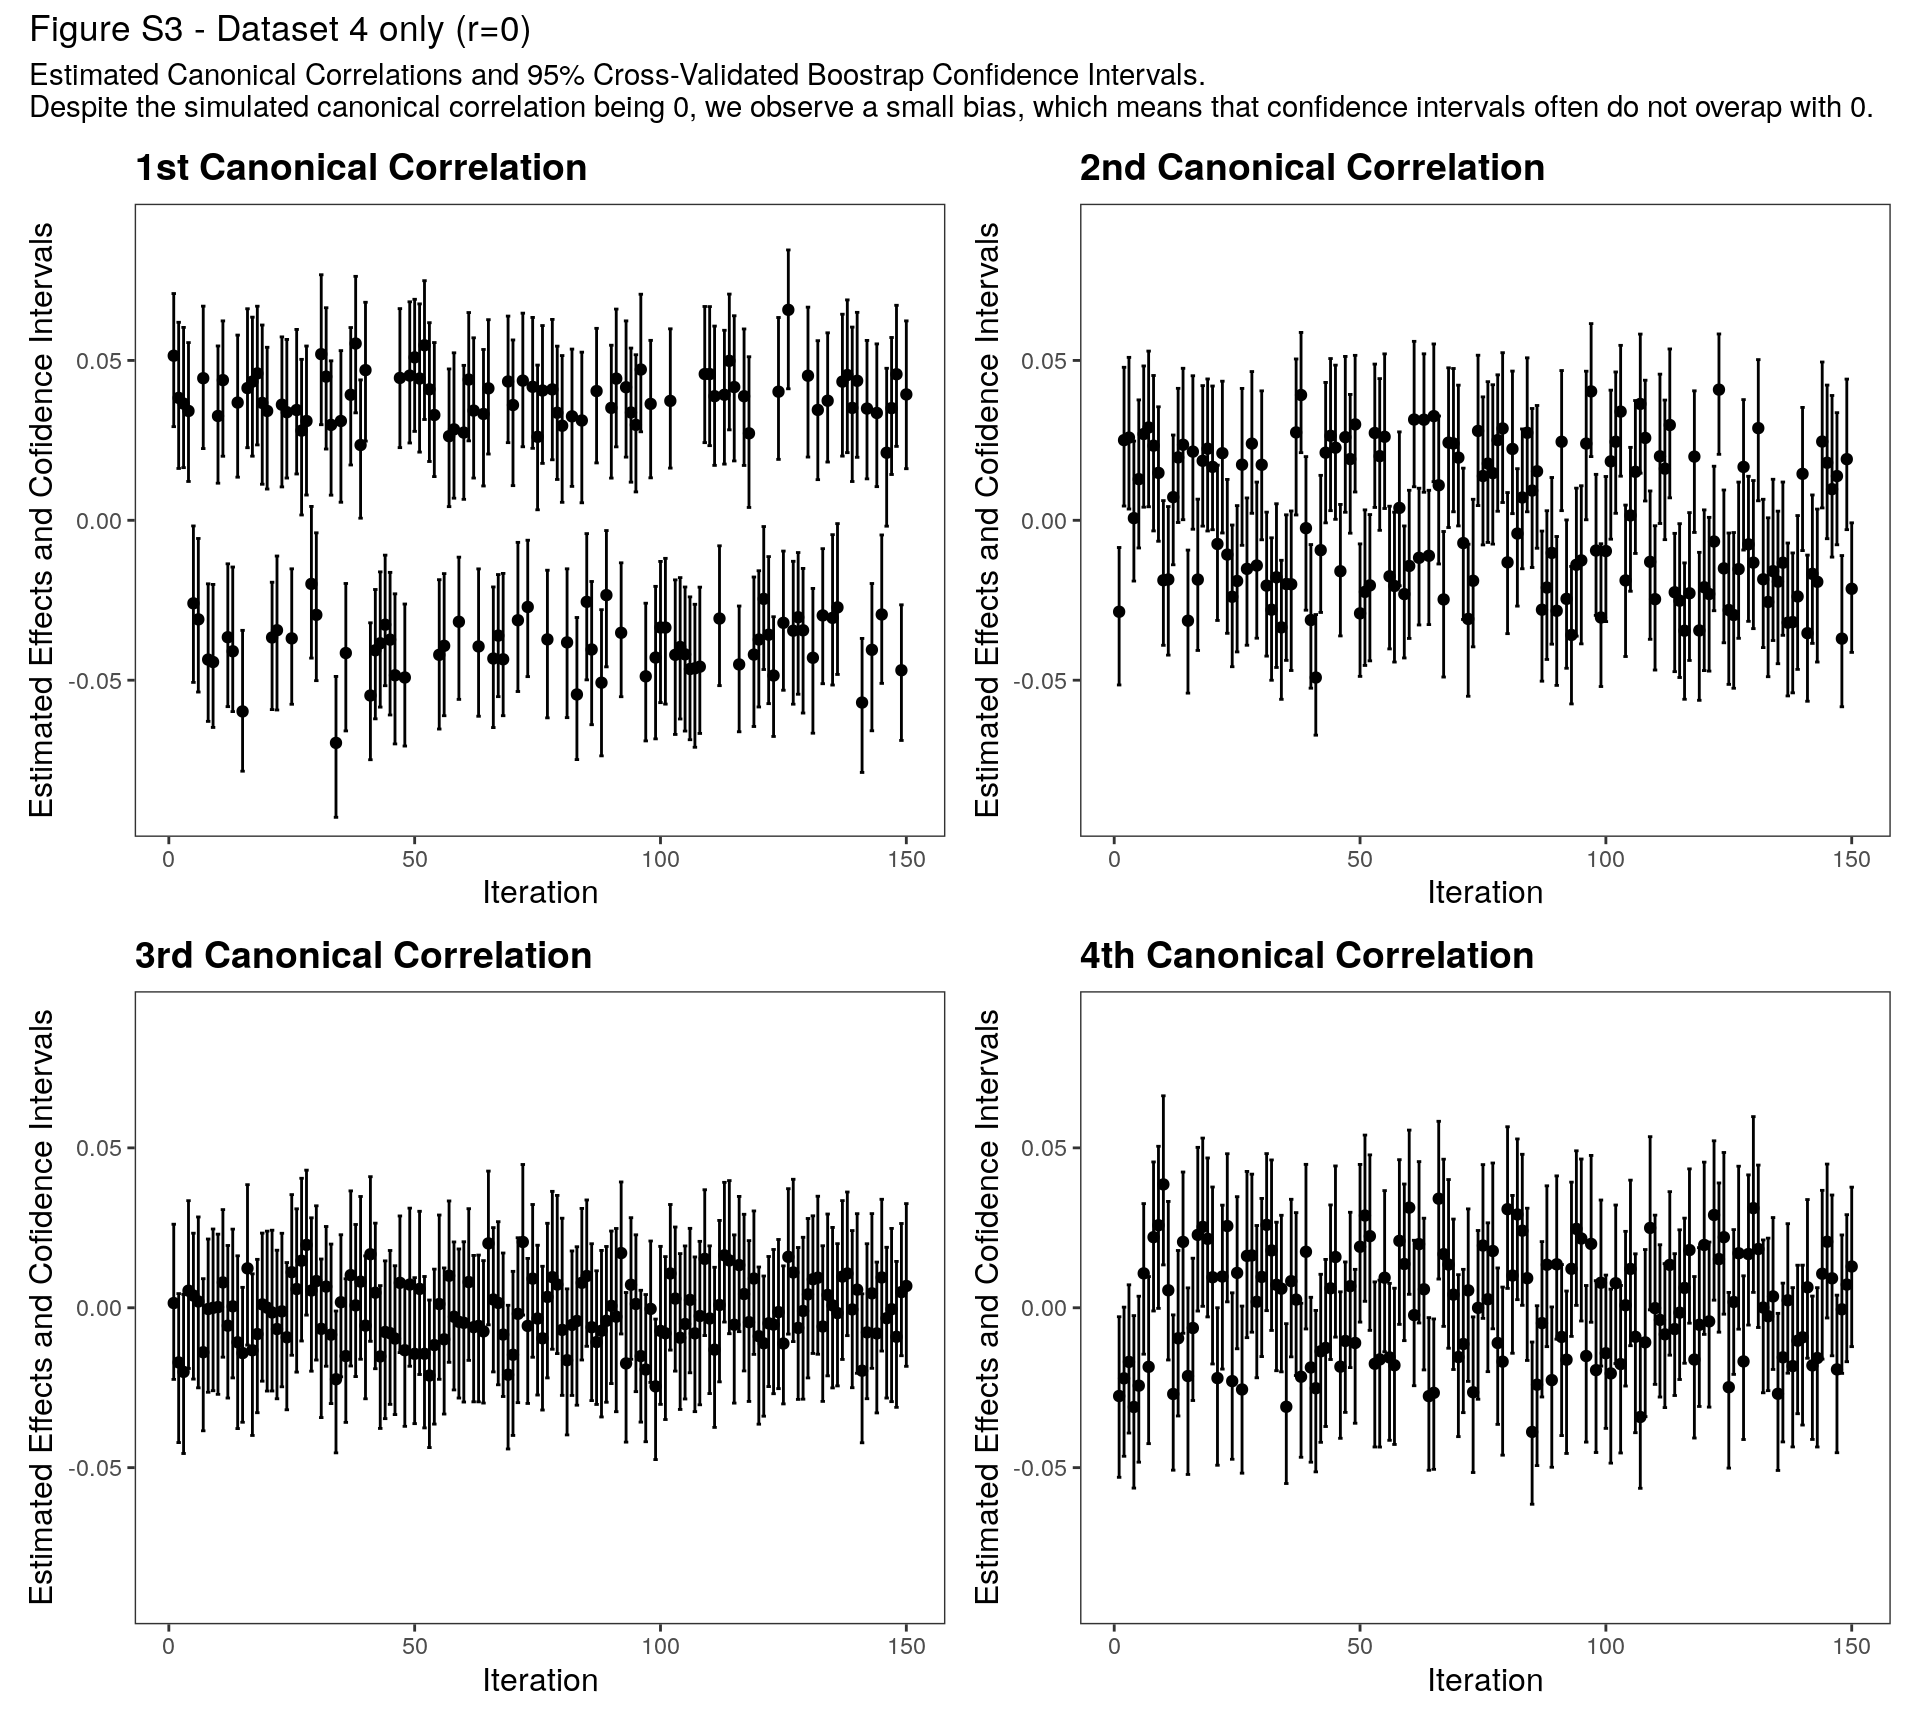 Figure S3 - Dataset 4 only (r=0)
Estimated Canonical Correlations and 95% Cross-Validated Boostrap Confidence Intervals.
Despite the simulated canonical correlation being 0, we observe a small bias, which means that confidence intervals often do not overap with 0.
1st Canonical Correlation
Estimated Effects and Cofidence Intervals
0.05
0.00
-0.05
0 50 100 150
Iteration
2nd Canonical Correlation
Estimated Effects and Cofidence Intervals
0.05
0.00
-0.05
0 50 100 150
Iteration
3rd Canonical Correlation
Estimated Effects and Cofidence Intervals
0.05
0.00
-0.05
0 50 100 150
Iteration
4th Canonical Correlation
Estimated Effects and Cofidence Intervals
0.05
0.00
-0.05
0 50 100 150
Iteration